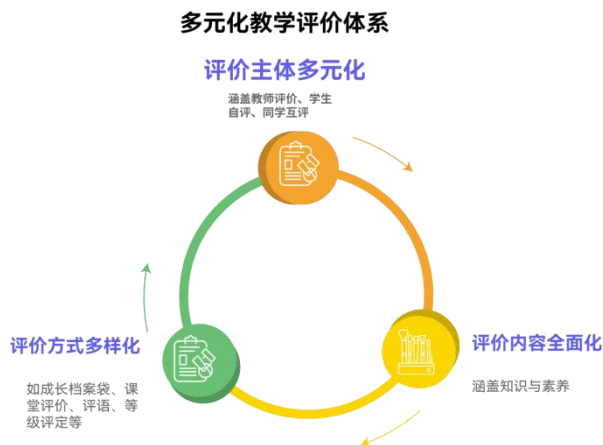 多元化教学评价体系
评价主体多元化
涵盖教师评价、学生
自评、同学互评
评价方式多样化
如成长档案袋、课
堂评价、评语、等
级评定等
评价内容全面化
涵盖知识与素养